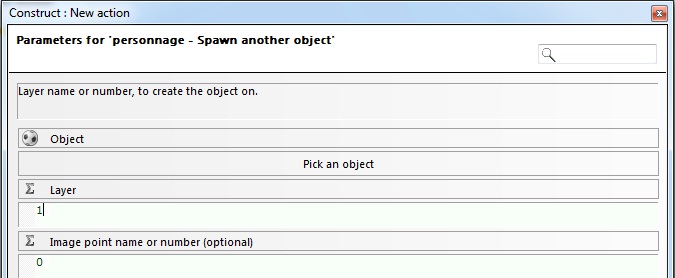 Construct : New action
Parameters for 'personnage - Spawn another object'
Layer name or number, to create the object on.
Object
Pick an object
Σ Layer
1
Σ Image point name or number (optional)
0